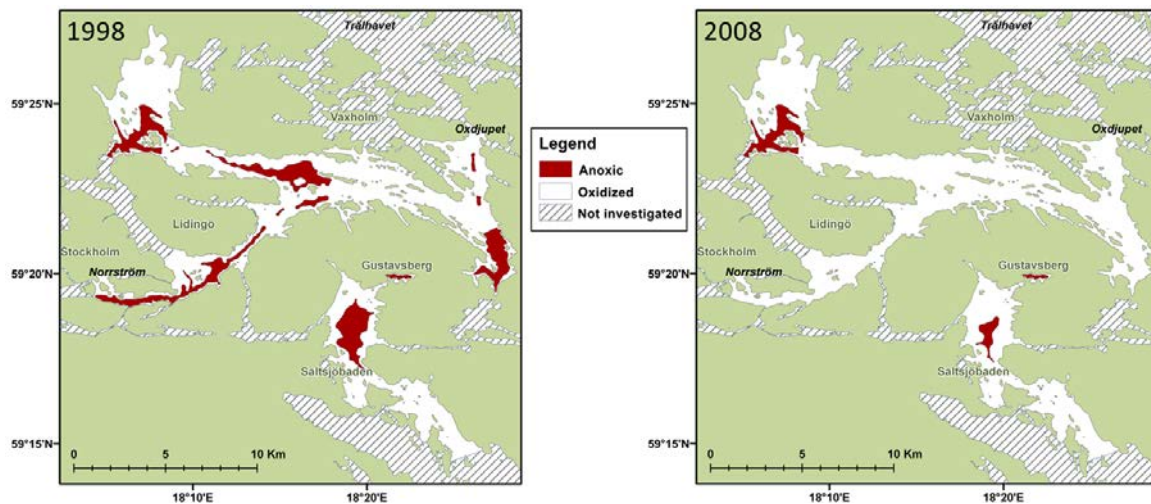 1998
Trälhavet
59°25'N
Vaxholm
Oxdjupet
Lidingö
59°20'N
Stockholm
Norrström
Gustavsberg
Saltsjöbaden
59°15'N
0 5 10 Km
18°10'E 18°20'E
Legend
Anoxic
Oxidized
Not investigated
2008
Trälhavet
59°25'N
Vaxholm
Oxdjupet
Lidingö
59°20'N
Stockholm
Norrström
Gustavsberg
Saltsjöbaden
59°15'N
0 5 10 Km
18°10'E 18°20'E